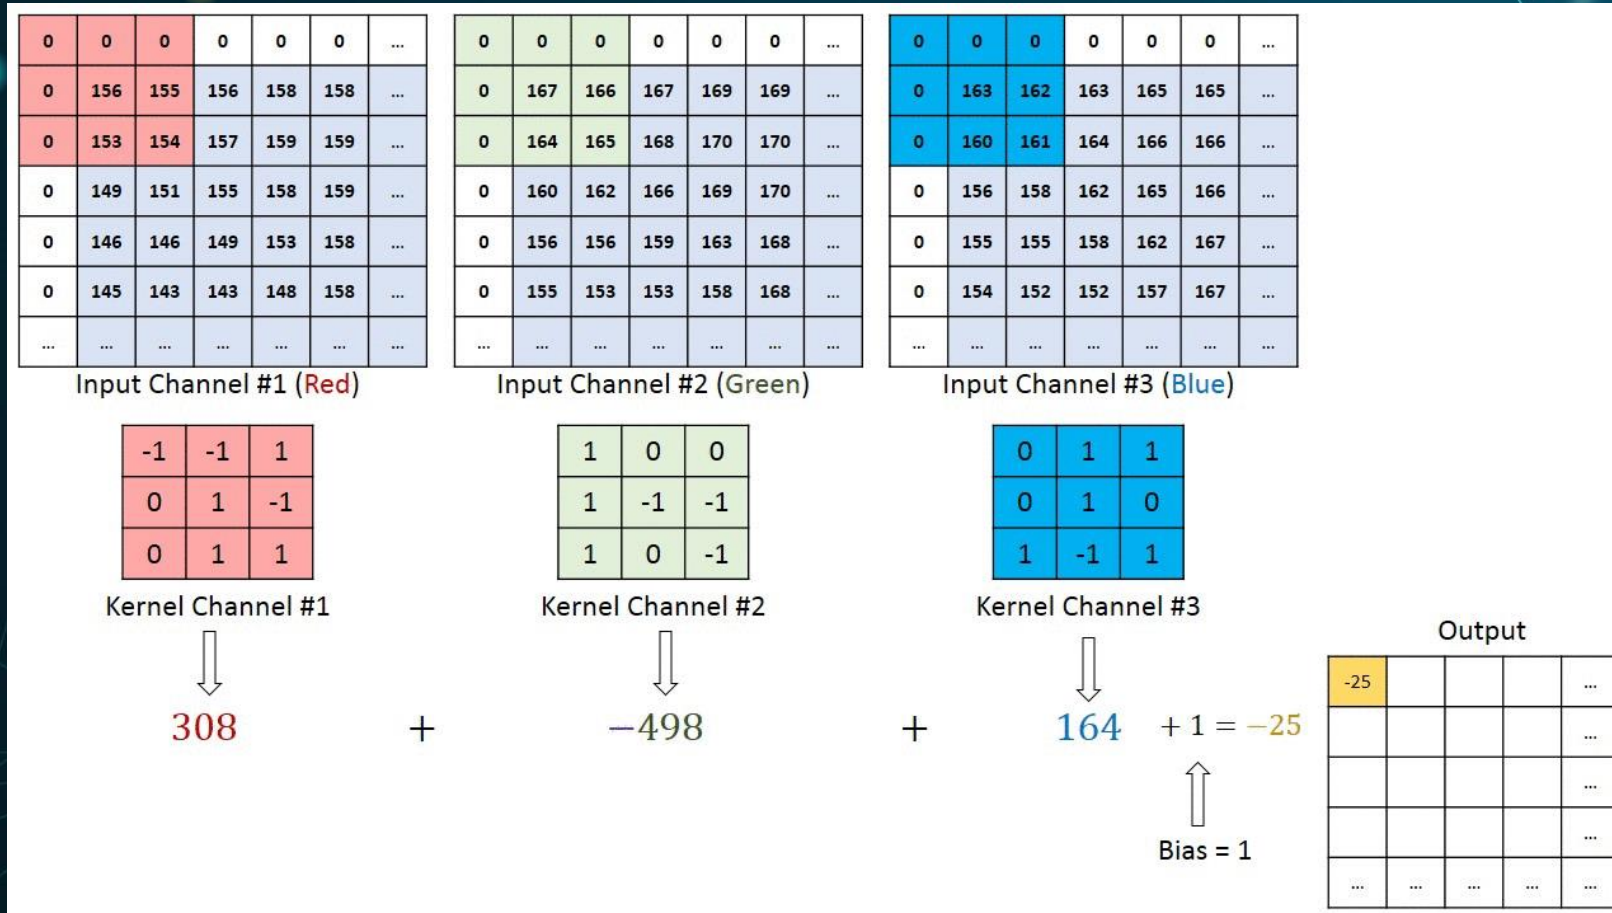 0 0 0 0 0 0 ...
0 156 155 156 158 158 ...
0 153 154 157 159 159 ...
0 149 151 155 158 159 ...
0 146 146 149 153 158 ...
0 145 143 143 148 158 ...
... ... ... ... ... ... ...
Input Channel #1 (Red)
0 0 0 0 0 0 ...
0 167 166 167 169 169 ...
0 164 165 168 170 170 ...
0 160 162 166 169 170 ...
0 156 156 159 163 168 ...
0 155 153 153 158 168 ...
... ... ... ... ... ... ...
Input Channel #2 (Green)
0 0 0 0 0 0 ...
0 163 162 163 165 165 ...
0 160 161 164 166 166 ...
0 156 158 162 165 166 ...
0 155 155 158 162 167 ...
0 154 152 152 157 167 ...
... ... ... ... ... ... ...
Input Channel #3 (Blue)
-1 -1 1
0 1 -1
0 1 1
Kernel Channel #1
1 0 0
1 -1 -1
1 0 -1
Kernel Channel #2
0 1 1
0 1 0
1 -1 1
Kernel Channel #3
308 + −498 + 164 + 1 = −25
Bias = 1
Output
-25 ...
...
...
...
... ... ... ... ...